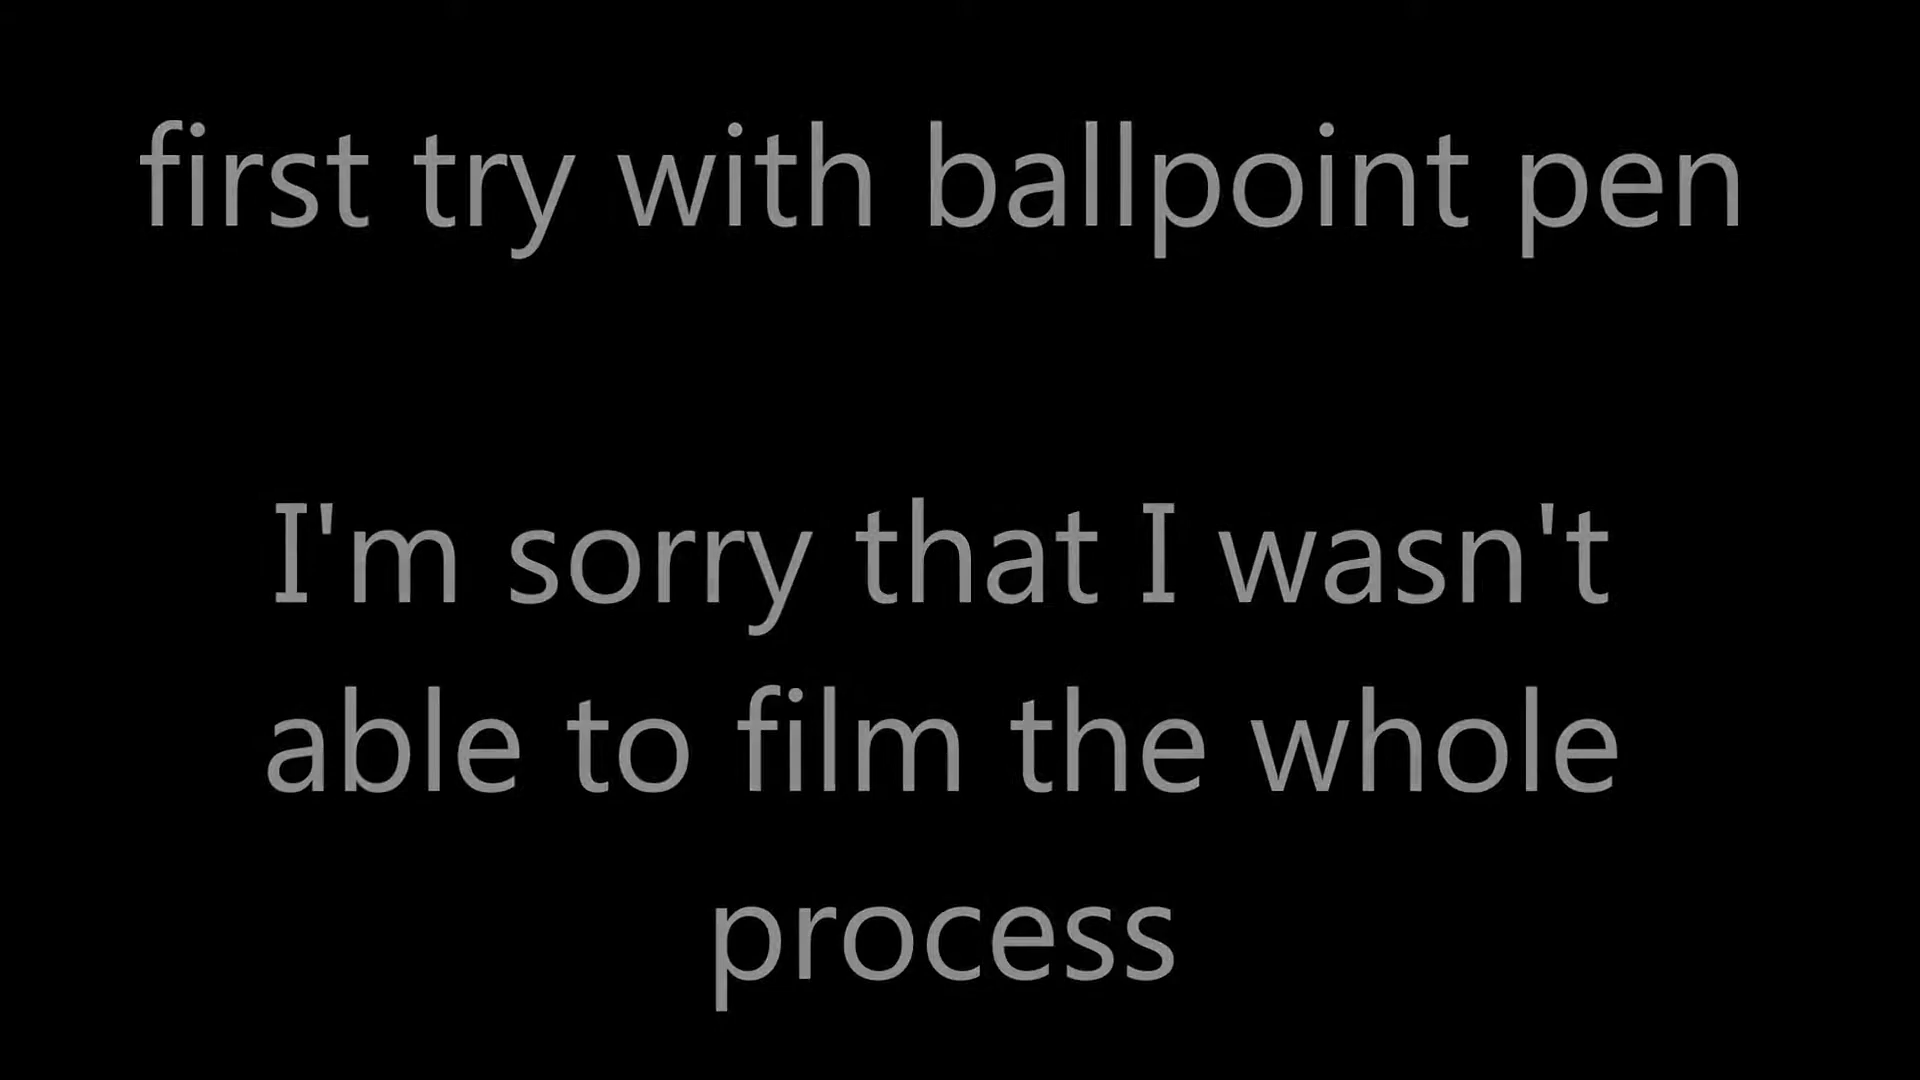 first try with ballpoint pen
I'm sorry that I wasn't
able to film the whole
process